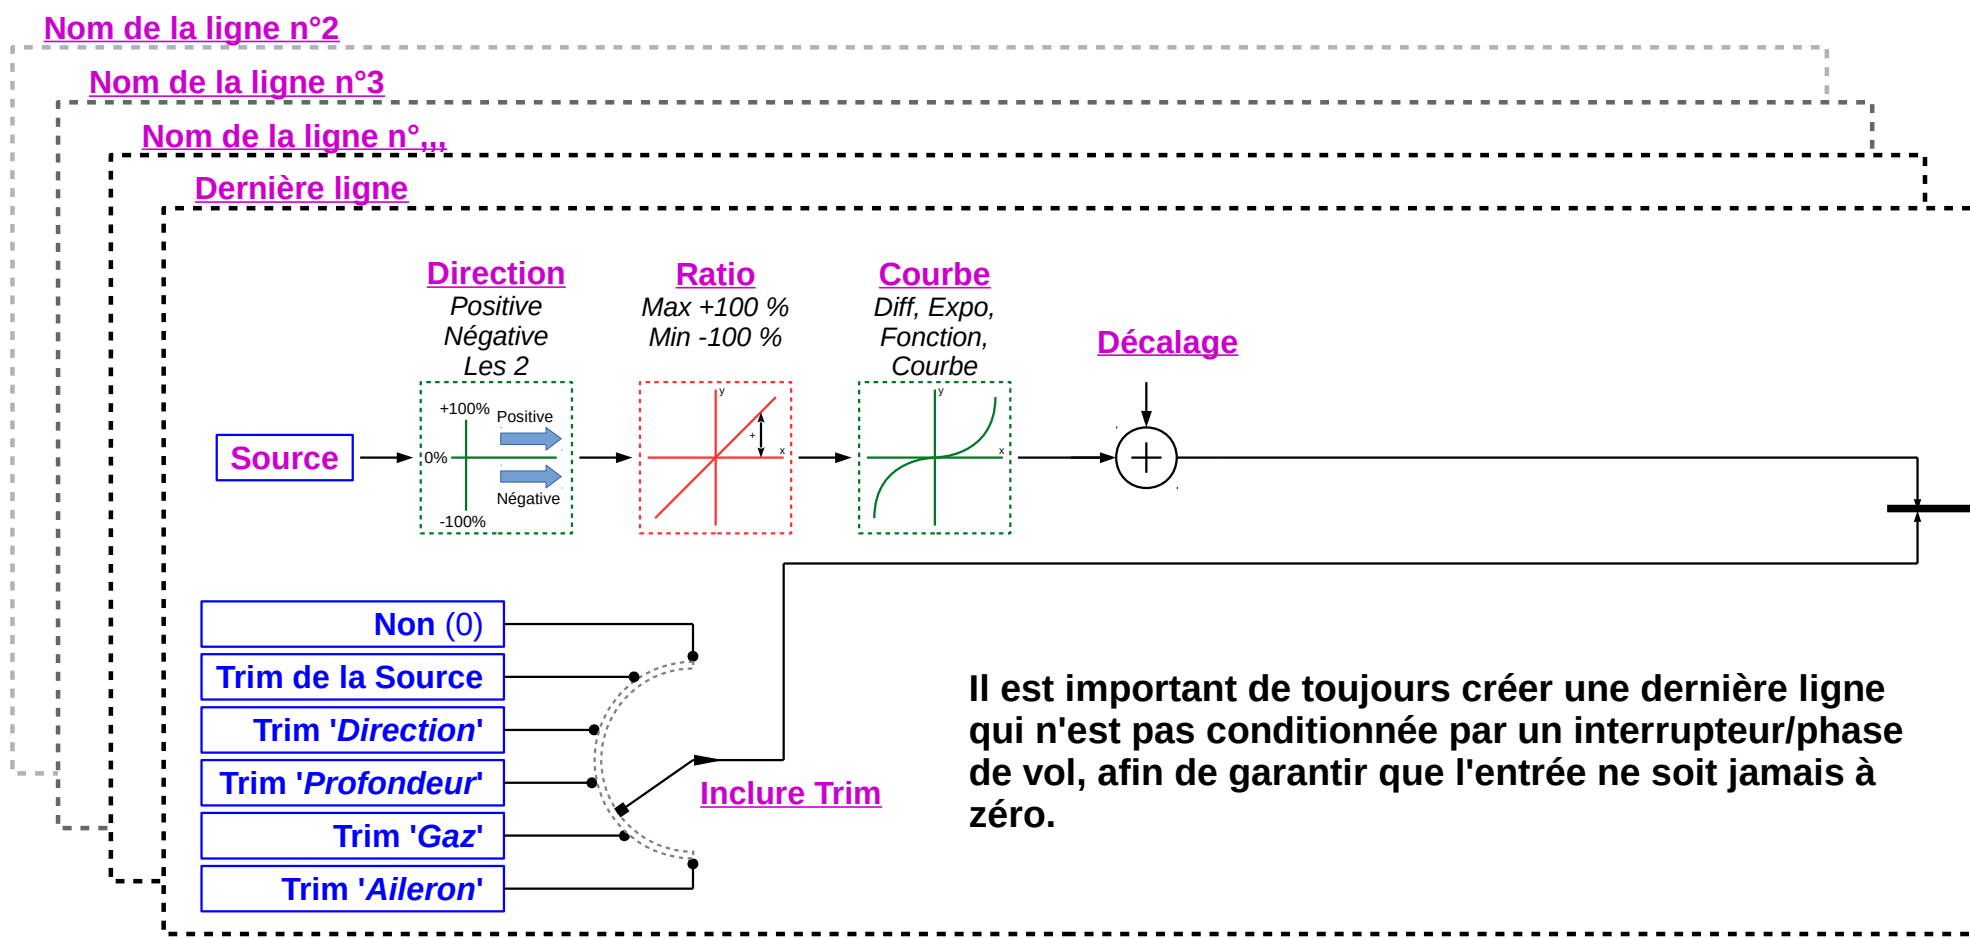 Nom de la ligne n°2
Nom de la ligne n°3
Nom de la ligne n°,,,
Dernière ligne
Direction
Positive
Négative
Les 2
Ratio
Max +100 %
Min -100 %
Courbe
Diff, Expo,
Fonction,
Courbe
Décalage
Source
+100%
Positive
0%
Négative
-100%
y
+
x
y
x
Non (0)
Trim de la Source
Trim 'Direction'
Trim 'Profondeur'
Trim 'Gaz'
Trim 'Aileron'
Inclure Trim
Il est important de toujours créer une dernière ligne
qui n'est pas conditionnée par un interrupteur/phase
de vol, afin de garantir que l'entrée ne soit jamais à
zéro.